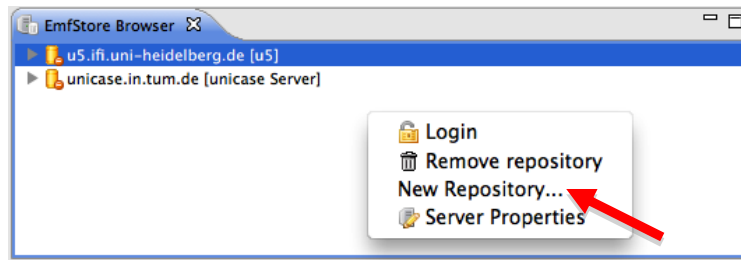 EmfStore Browser
u5.ifi.uni-heidelberg.de [u5]
unicase.in.tum.de [unicase Server]
Login
Remove repository
New Repository...
Server Properties